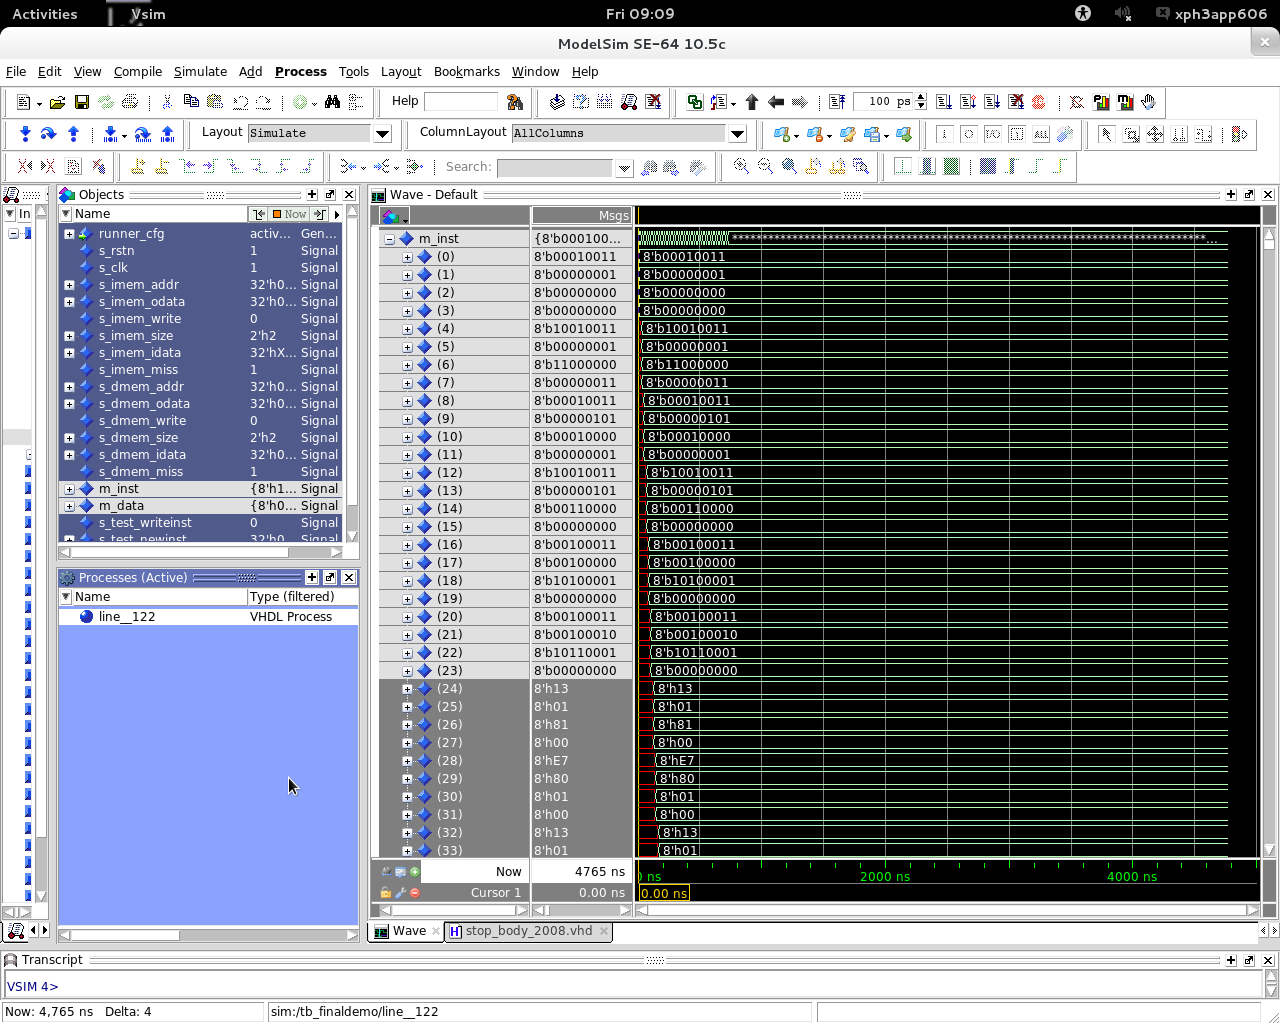 Activities Vsim Fri 09:09 xph3app606
ModelSim SE-64 10.5c
File Edit View Compile Simulate Add Process Tools Layout Bookmarks Window Help
Help 100 ps
Layout Simulate ColumnLayout AllColumns ALL
Search:
Objects
Wave - Default
In
Name Now
Msgs
runner_cfg activ... Gen...
s_rstn 1 Signal
s_clk 1 Signal
s_imem_addr 32'h0... Signal
s_imem_odata 32'h0... Signal
s_imem_write 0 Signal
s_imem_size 2'h2 Signal
s_imem_idata 32'hX... Signal
s_imem_miss 1 Signal
s_dmem_addr 32'h0... Signal
s_dmem_odata 32'h0... Signal
s_dmem_write 0 Signal
s_dmem_size 2'h2 Signal
s_dmem_idata 32'h0... Signal
s_dmem_miss 1 Signal
m_inst {8'h1... Signal
m_data {8'h0... Signal
s_test_writeinst 0 Signal
s_test_newinst 32'h0 Signal
Processes (Active)
Name Type (filtered)
line__122 VHDL Process
m_inst {8'b000100...
(0) 8'b00010011 8'b00010011
(1) 8'b00000001 8'b00000001
(2) 8'b00000000 8'b00000000
(3) 8'b00000000 8'b00000000
(4) 8'b10010011 8'b10010011
(5) 8'b00000001 8'b00000001
(6) 8'b11000000 8'b11000000
(7) 8'b00000011 8'b00000011
(8) 8'b00010011 8'b00010011
(9) 8'b00000101 8'b00000101
(10) 8'b00010000 8'b00010000
(11) 8'b00000001 8'b00000001
(12) 8'b10010011 8'b10010011
(13) 8'b00000101 8'b00000101
(14) 8'b00110000 8'b00110000
(15) 8'b00000000 8'b00000000
(16) 8'b00100011 8'b00100011
(17) 8'b00100000 8'b00100000
(18) 8'b10100001 8'b10100001
(19) 8'b00000000 8'b00000000
(20) 8'b00100011 8'b00100011
(21) 8'b00100010 8'b00100010
(22) 8'b10110001 8'b10110001
(23) 8'b00000000 8'b00000000
(24) 8'h13 8'h13
(25) 8'h01 8'h01
(26) 8'h81 8'h81
(27) 8'h00 8'h00
(28) 8'hE7 8'hE7
(29) 8'h80 8'h80
(30) 8'h01 8'h01
(31) 8'h00 8'h00
(32) 8'h13 8'h13
(33) 8'h01 8'h01
Now 4765 ns ns 2000 ns 4000 ns
Cursor 1 0.00 ns 0.00 ns
Wave stop_body_2008.vhd
Transcript
VSIM 4>
Now: 4,765 ns Delta: 4 sim:/tb_finaldemo/line__122